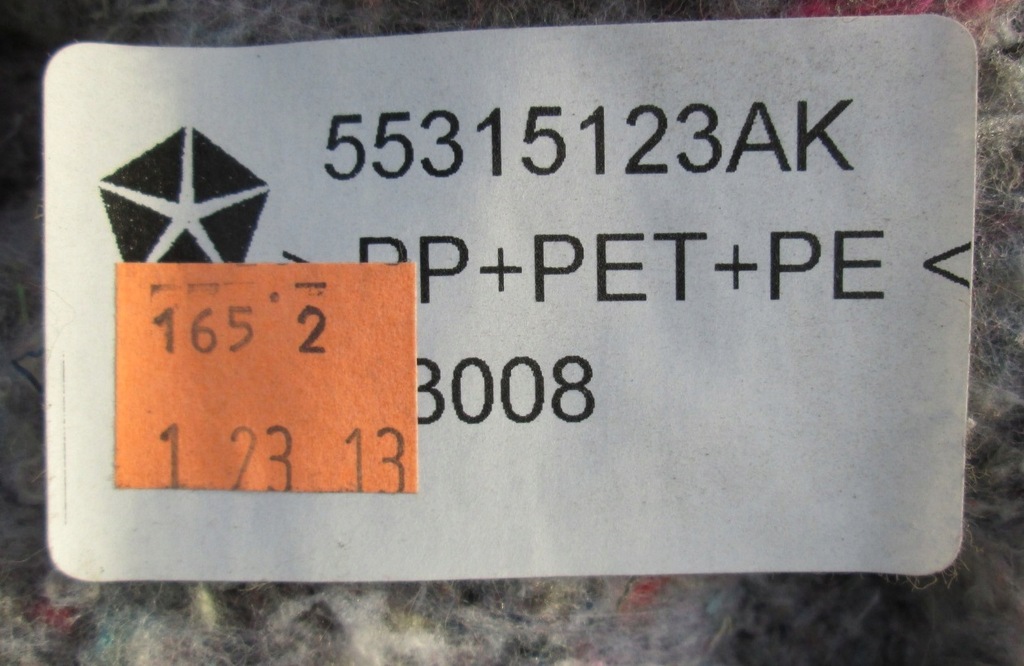 55315123AK
> PP+PET+PE <
3008
165 2
1 23 13